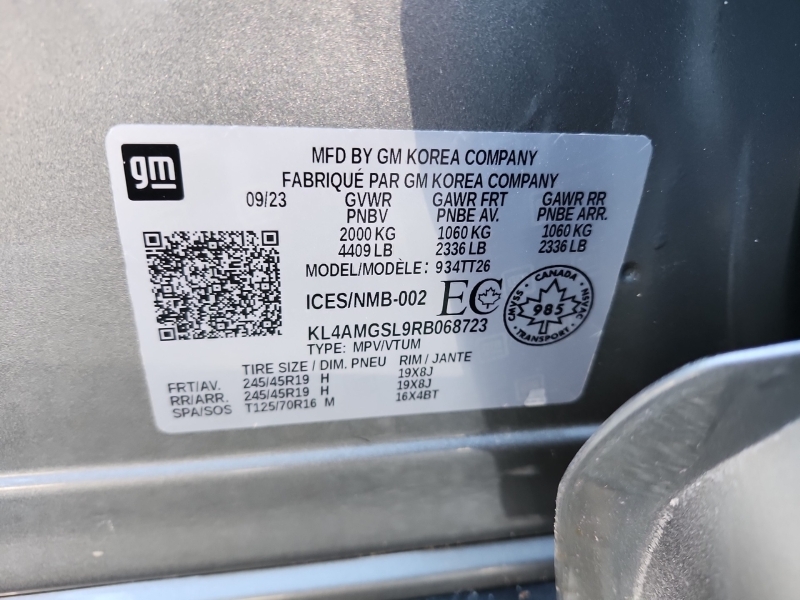 gm
MFD BY GM KOREA COMPANY
FABRIQUÉ PAR GM KOREA COMPANY
09/23 GVWR GAWR FRT GAWR RR
PNBV PNBE AV. PNBE ARR.
2000 KG 1060 KG 1060 KG
4409 LB 2336 LB 2336 LB
MODEL/MODÈLE: 934TT26
ICES/NMB-002 EC
CANADA
CMVSS 985 NSVAC
TRANSPORT
KL4AMGSL9RB068723
TYPE: MPV/VTUM
TIRE SIZE / DIM. PNEU RIM / JANTE
FRT/AV. 245/45R19 H 19X8J
RR/ARR. 245/45R19 H 19X8J
SPA/SOS T125/70R16 M 16X4BT